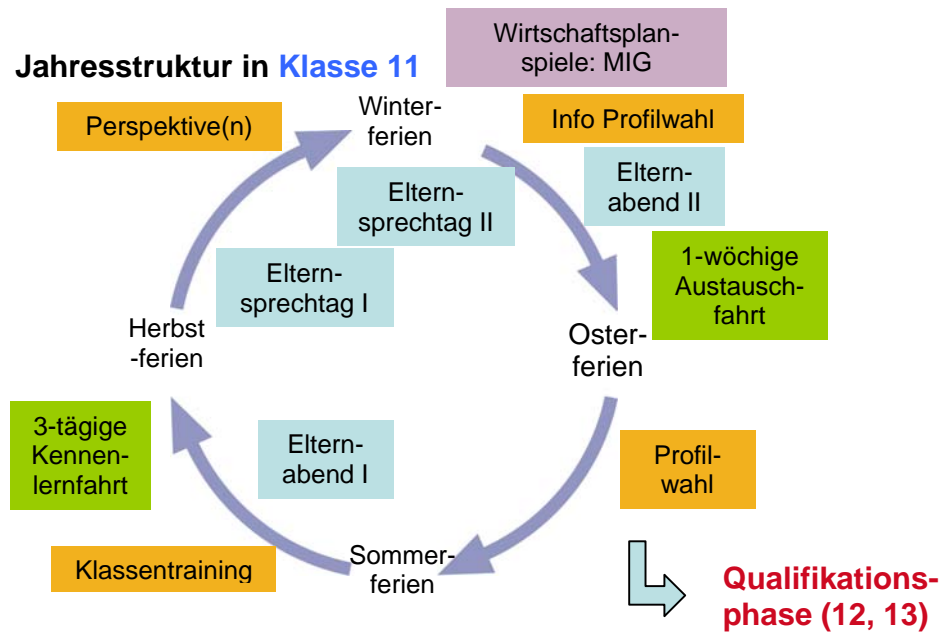 Wirtschaftsplan-
spiele: MIG
Jahresstruktur in Klasse 11
Perspektive(n)
Winter-
ferien
Info Profilwahl
Eltern-
abend II
Eltern-
sprechtag II
1-wöchige
Austausch-
fahrt
Eltern-
sprechtag I
Herbst
-ferien
Oster-
ferien
3-tägige
Kennen-
lernfahrt
Eltern-
abend I
Profil-
wahl
Klassentraining
Sommer-
ferien
Qualifikations-
phase (12, 13)